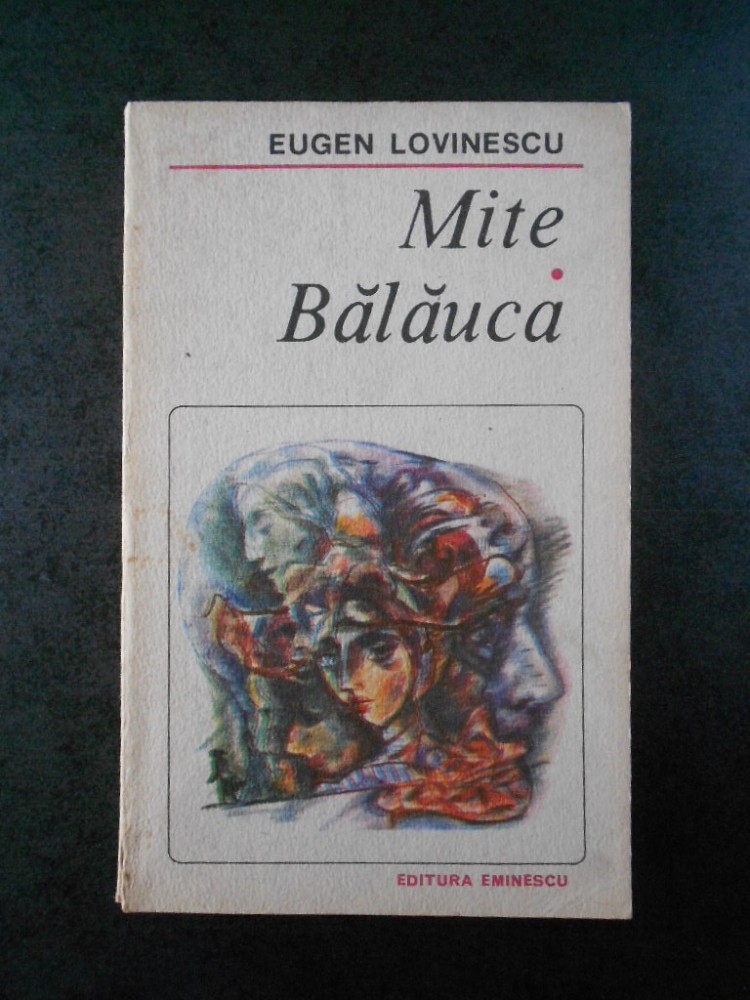 EUGEN LOVINESCU
Mite
•
Bălăuca
EDITURA EMINESCU